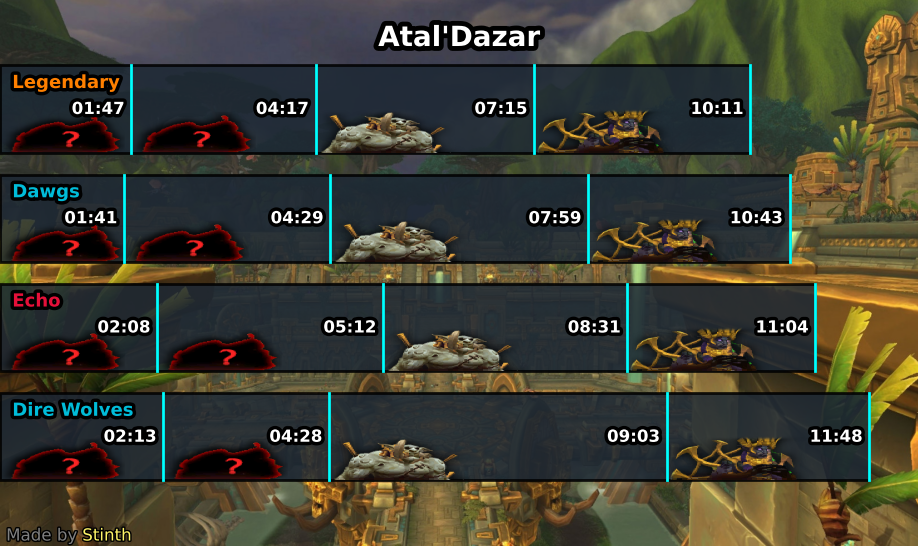 Atal'Dazar
Legendary
01:47 04:17 07:15 10:11
? ?
Dawgs
01:41 04:29 07:59 10:43
? ?
Echo
02:08 05:12 08:31 11:04
? ?
Dire Wolves
02:13 04:28 09:03 11:48
? ?
Made by Stinth